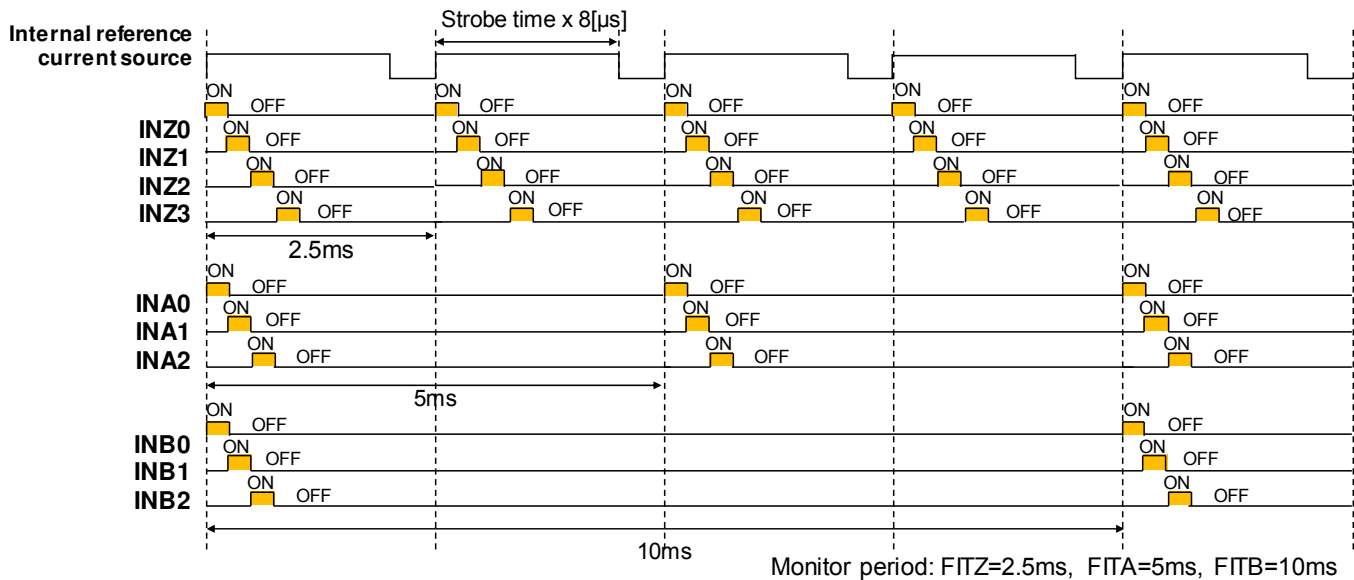 Strobe time x 8[µs]
Internal reference
current source
ON ON ON ON ON
OFF OFF OFF OFF OFF
INZ0
ON ON ON ON ON
OFF OFF OFF OFF OFF
INZ1
ON ON ON ON ON
OFF OFF OFF OFF OFF
INZ2
ON ON ON ON ON
OFF OFF OFF OFF OFF
INZ3
2.5ms
ON ON ON
OFF OFF OFF
INA0
ON ON ON
OFF OFF OFF
INA1
ON ON ON
OFF OFF OFF
INA2
5ms
ON ON
OFF OFF
INB0
ON ON
OFF OFF
INB1
ON ON
OFF OFF
INB2
10ms
Monitor period: FITZ=2.5ms, FITA=5ms, FITB=10ms